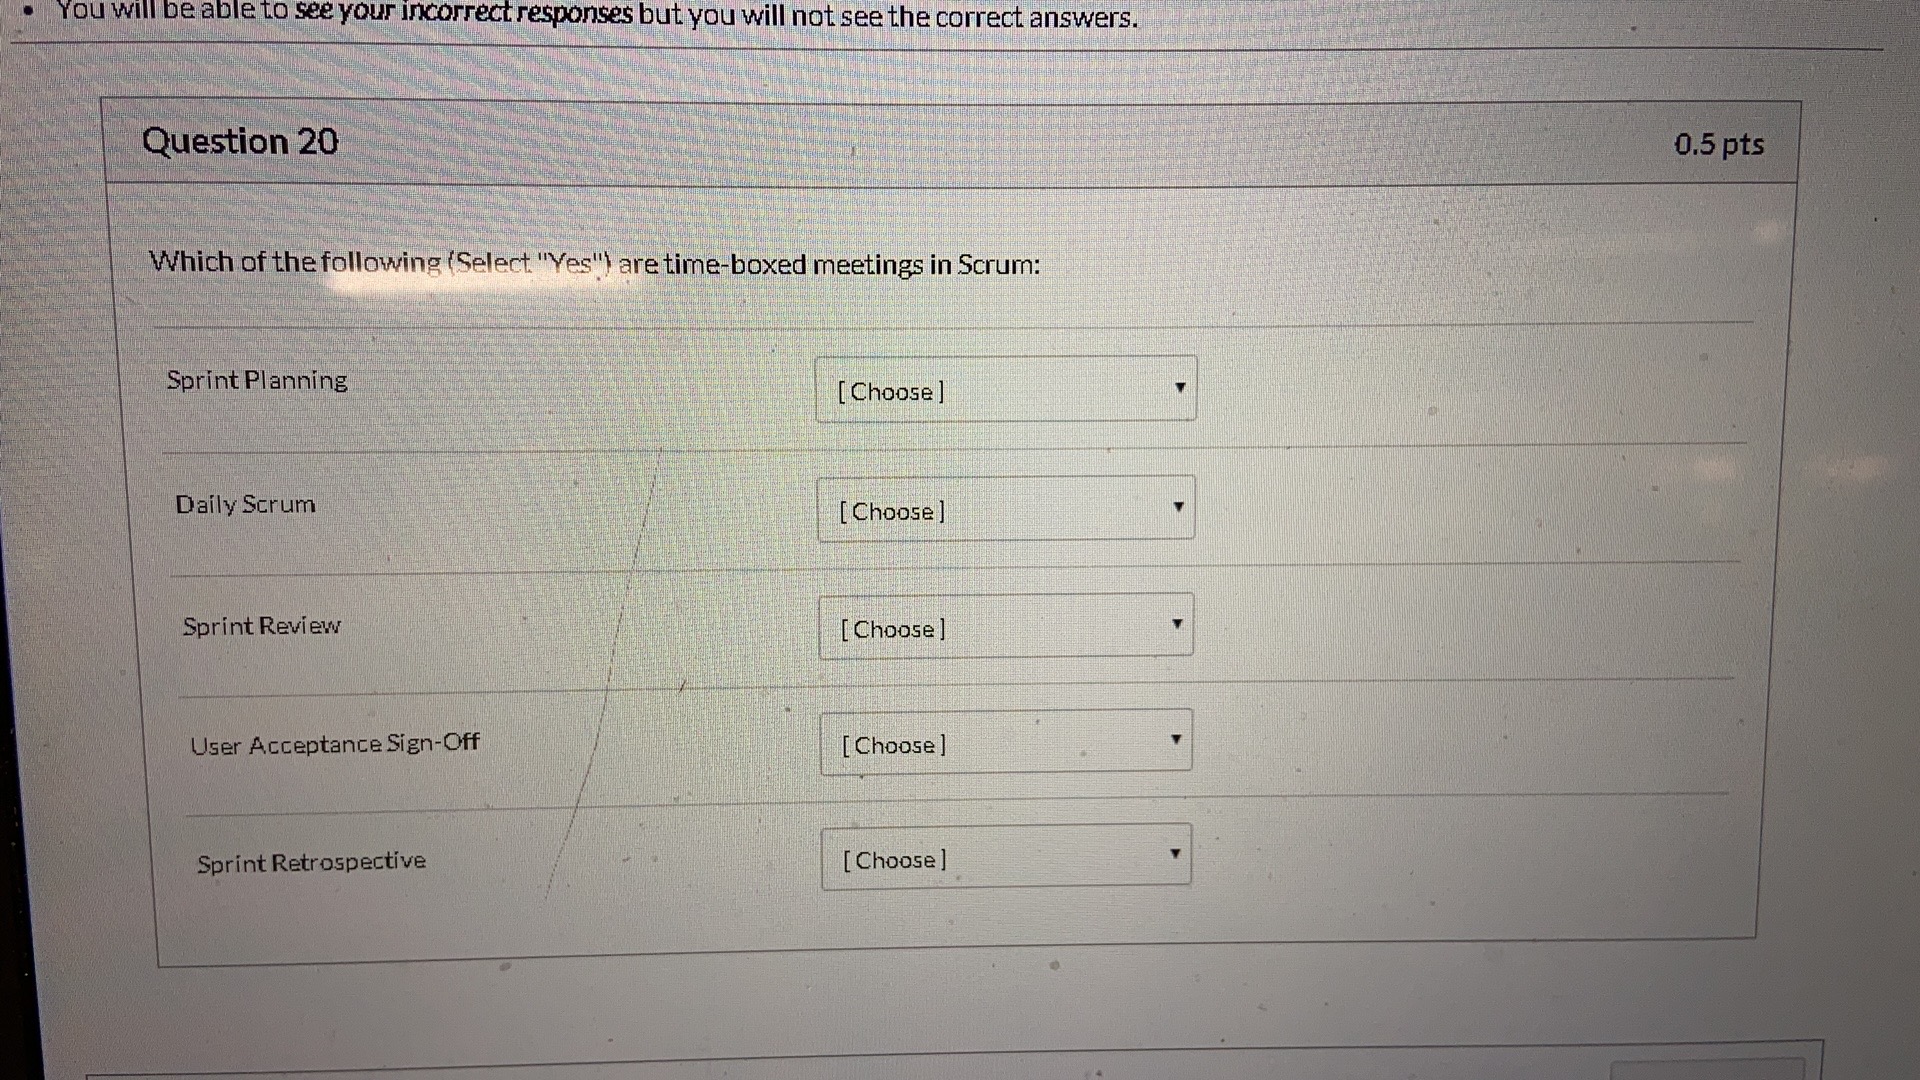 You will be able to see your incorrect responses but you will not see the correct answers.
Question 20
0.5 pts
Which of the following (Select "Yes") are time-boxed meetings in Scrum:
Sprint Planning
[ Choose ]
Daily Scrum
[ Choose ]
Sprint Review
[ Choose ]
User Acceptance Sign-Off
[ Choose ]
Sprint Retrospective
[ Choose ]